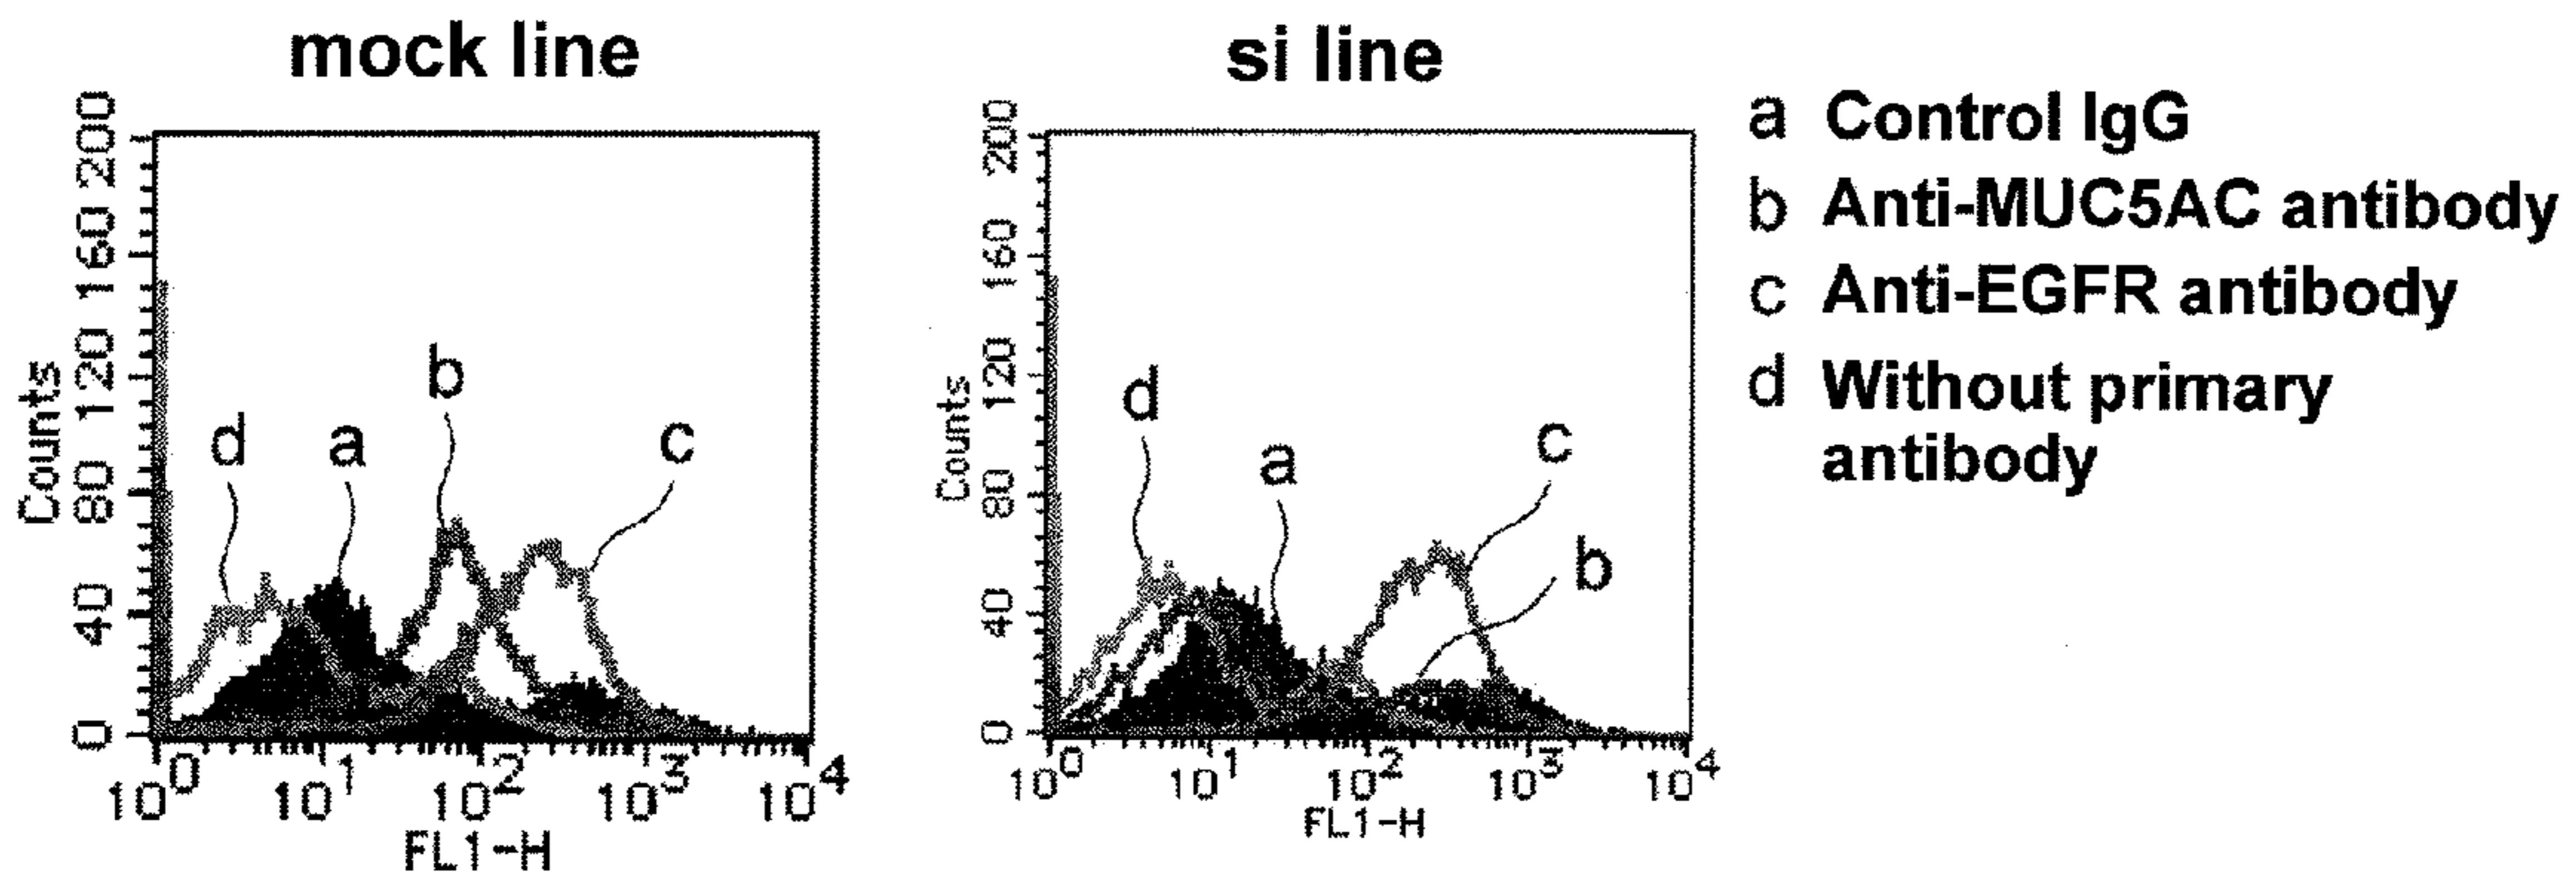 mock line
Counts
200
160
120
80
40
0
d
a
b
c
10^0 10^1 10^2 10^3 10^4
FL1-H
si line
Counts
200
160
120
80
40
0
d
a
c
b
10^0 10^1 10^2 10^3 10^4
FL1-H
a Control IgG
b Anti-MUC5AC antibody
c Anti-EGFR antibody
d Without primary
antibody